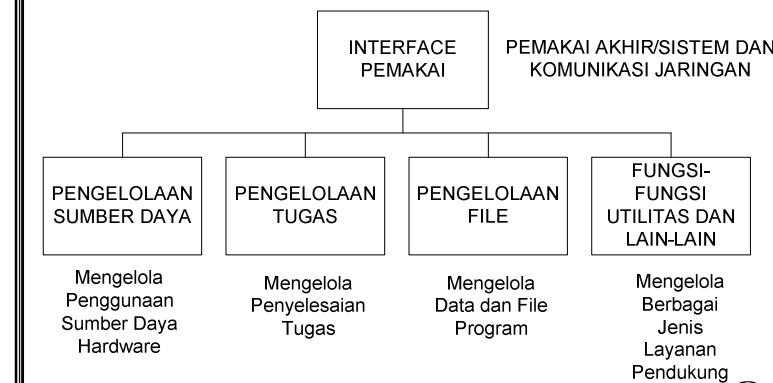 INTERFACE
PEMAKAI
PEMAKAI AKHIR/SISTEM DAN
KOMUNIKASI JARINGAN
PENGELOLAAN
SUMBER DAYA
PENGELOLAAN
TUGAS
PENGELOLAAN
FILE
FUNGSI-
FUNGSI
UTILITAS DAN
LAIN-LAIN
Mengelola
Penggunaan
Sumber Daya
Hardware
Mengelola
Penyelesaian
Tugas
Mengelola
Data dan File
Program
Mengelola
Berbagai
Jenis
Layanan
Pendukung